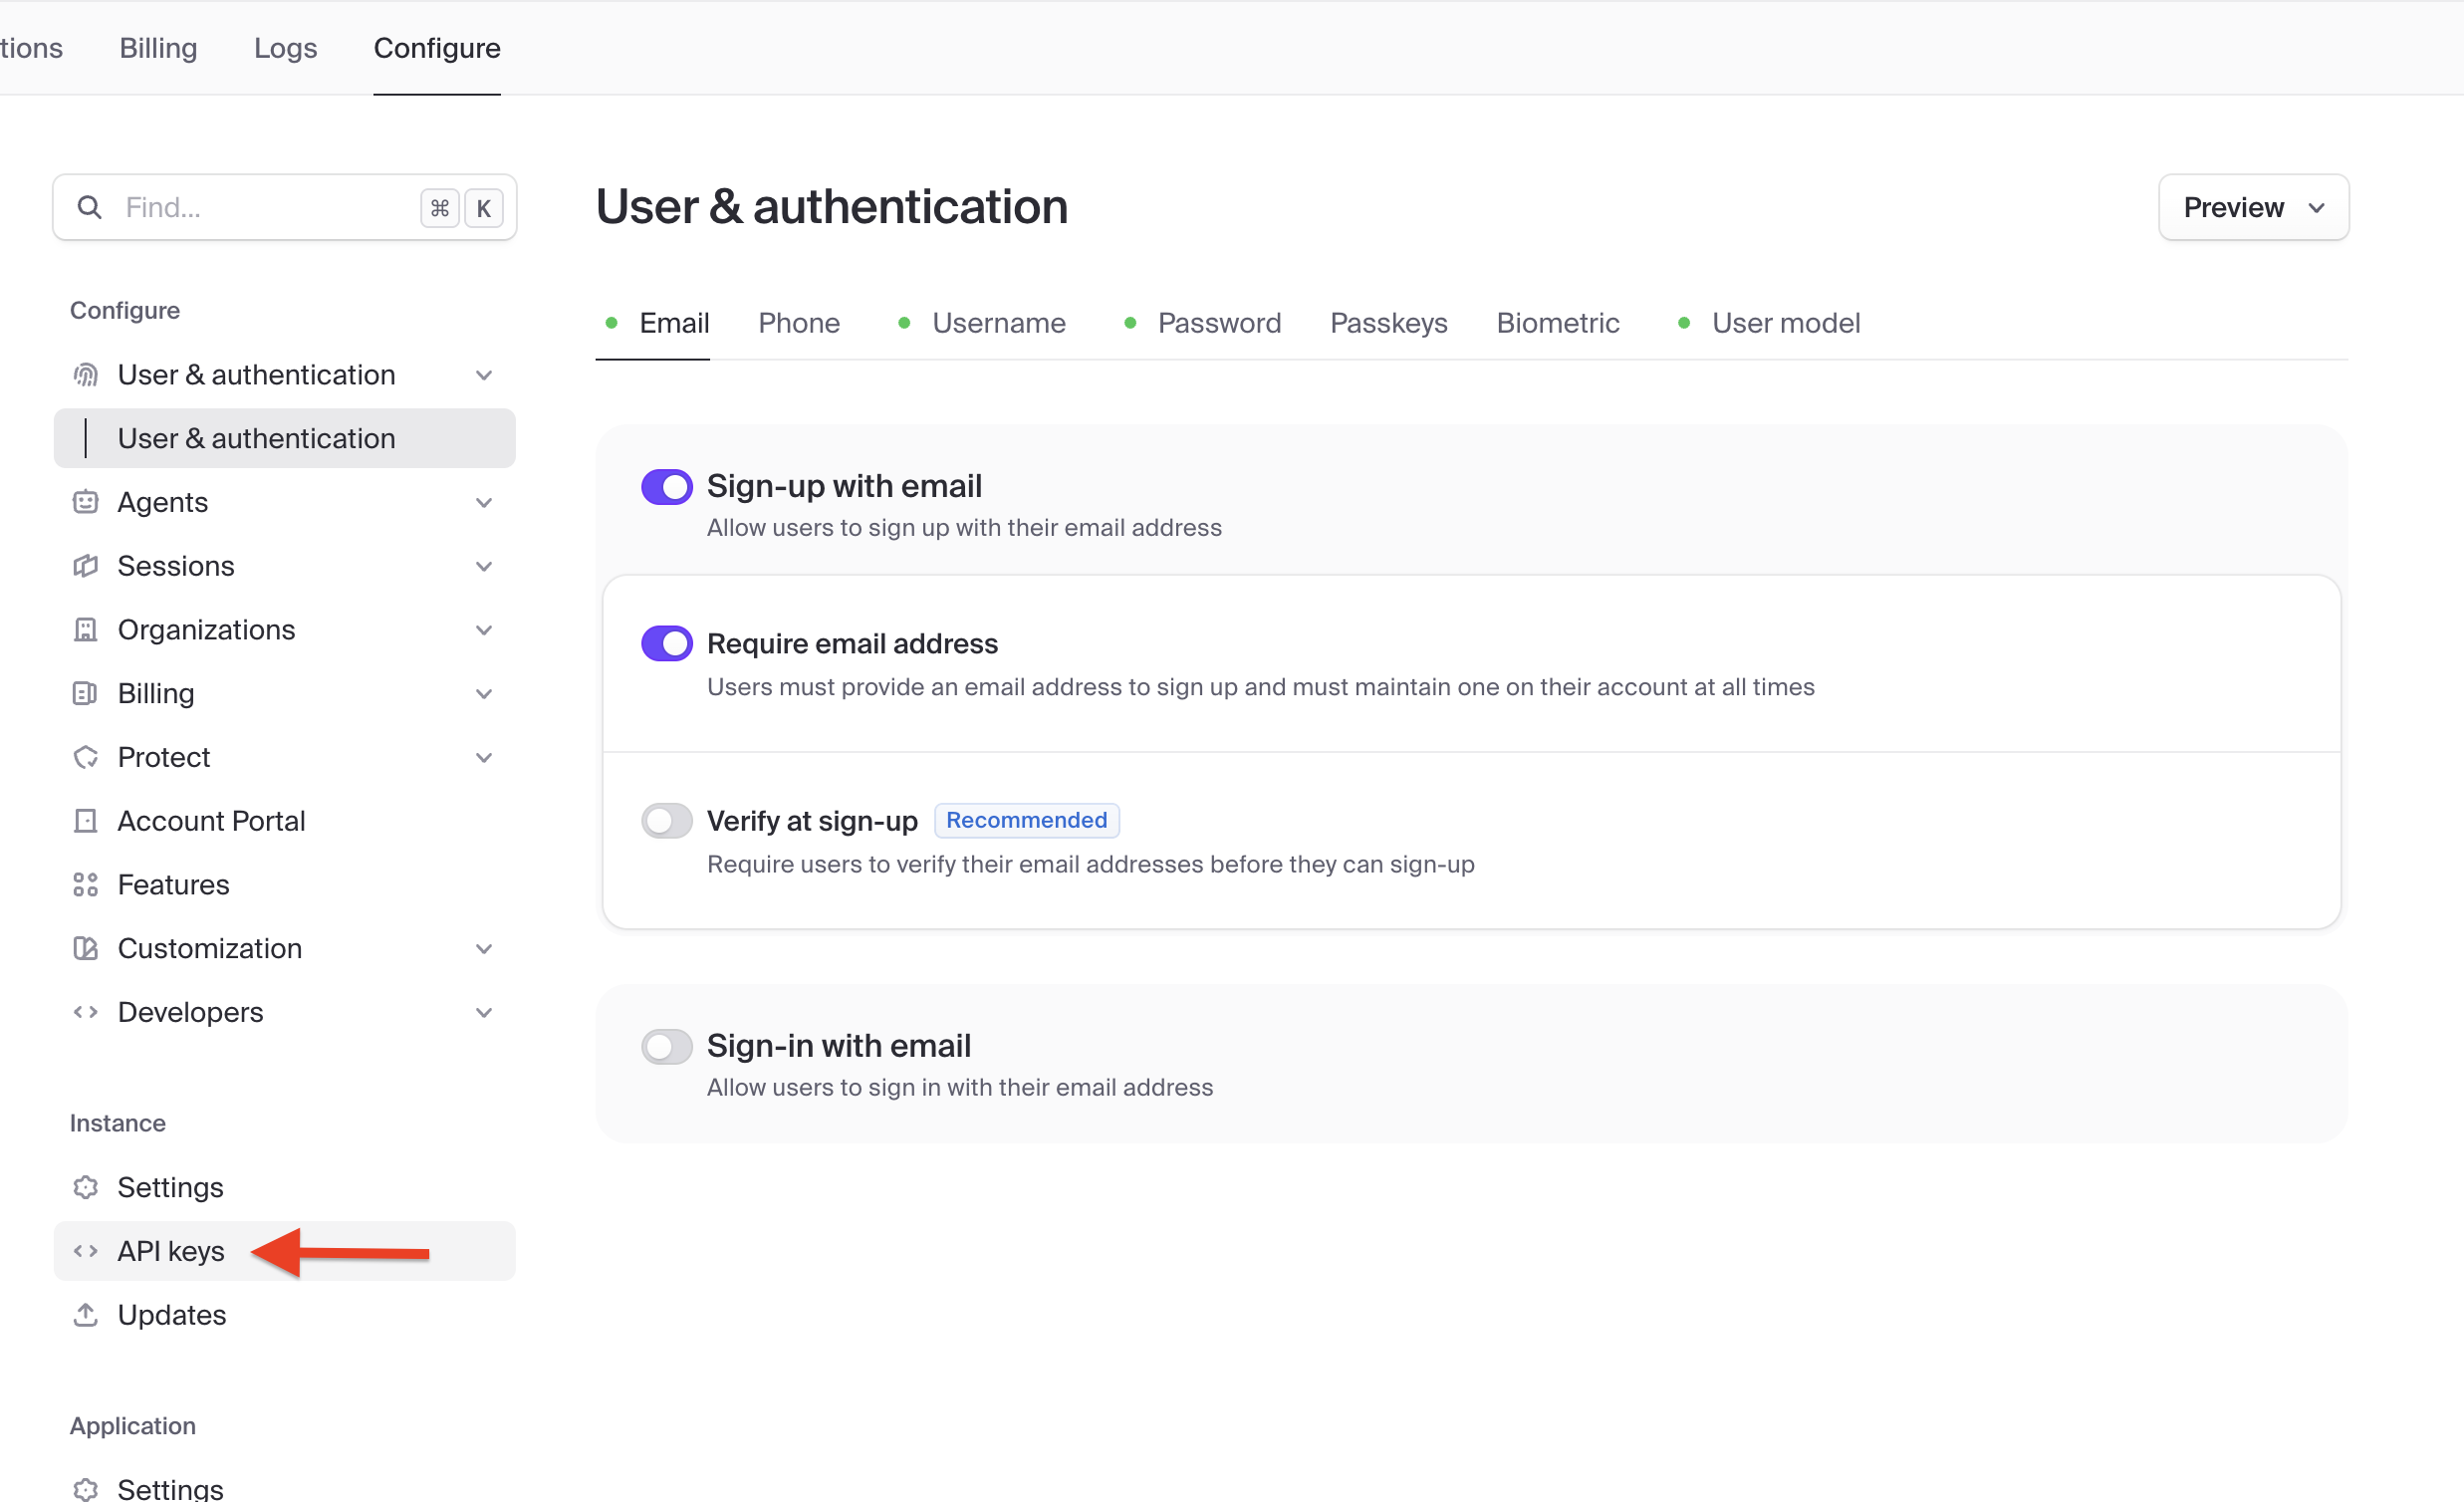 tions Billing Logs Configure
Find... ⌘ K
Configure
User & authentication
User & authentication
Agents
Sessions
Organizations
Billing
Protect
Account Portal
Features
Customization
Developers
Instance
Settings
API keys
Updates
Application
Settings
User & authentication
Preview
Email Phone Username Password Passkeys Biometric User model
Sign-up with email
Allow users to sign up with their email address
Require email address
Users must provide an email address to sign up and must maintain one on their account at all times
Verify at sign-up Recommended
Require users to verify their email addresses before they can sign-up
Sign-in with email
Allow users to sign in with their email address